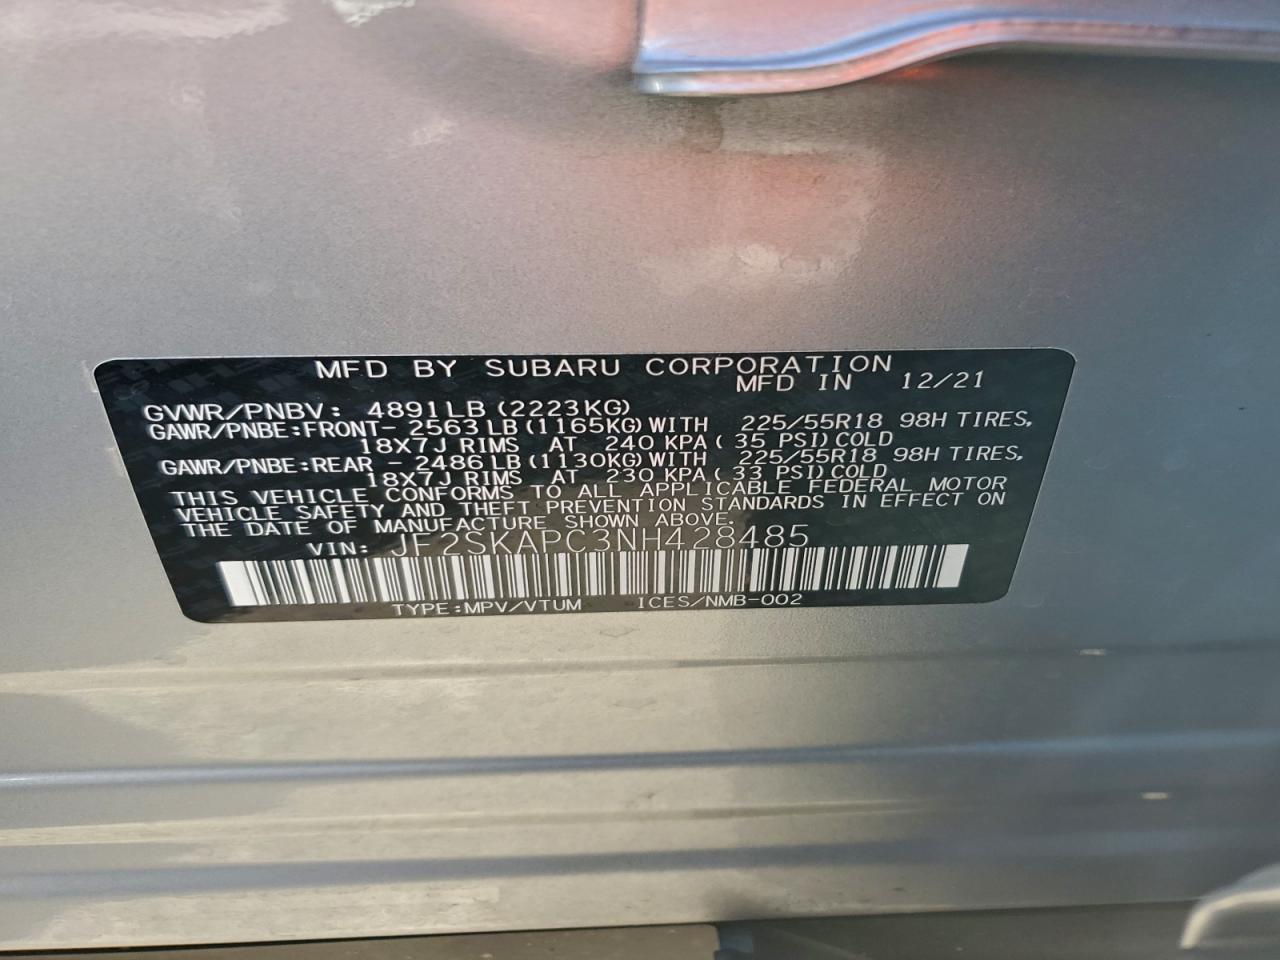 MFD BY SUBARU CORPORATION
MFD IN 12/21
GVWR/PNBV: 4891LB(2223KG)
GAWR/PNBE:FRONT- 2563LB(1165KG)WITH 225/55R18 98H TIRES,
18X7J RIMS AT 240 KPA( 35 PSI)COLD
GAWR/PNBE:REAR - 2486LB(1130KG)WITH 225/55R18 98H TIRES,
18X7J RIMS AT 230 KPA( 33 PSI)COLD
THIS VEHICLE CONFORMS TO ALL APPLICABLE FEDERAL MOTOR
VEHICLE SAFETY AND THEFT PREVENTION STANDARDS IN EFFECT ON
THE DATE OF MANUFACTURE SHOWN ABOVE.
VIN: JF2SKAPC3NH428485
TYPE:MPV/VTUM ICES/NMB-002